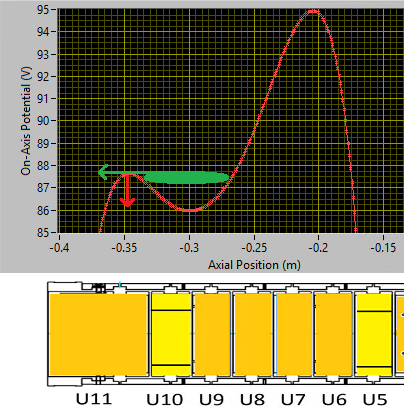 On-Axis Potential (V)
95
94
93
92
91
90
89
88
87
86
85
-0.4 -0.35 -0.3 -0.25 -0.2 -0.15
Axial Position (m)
U11 U10 U9 U8 U7 U6 U5